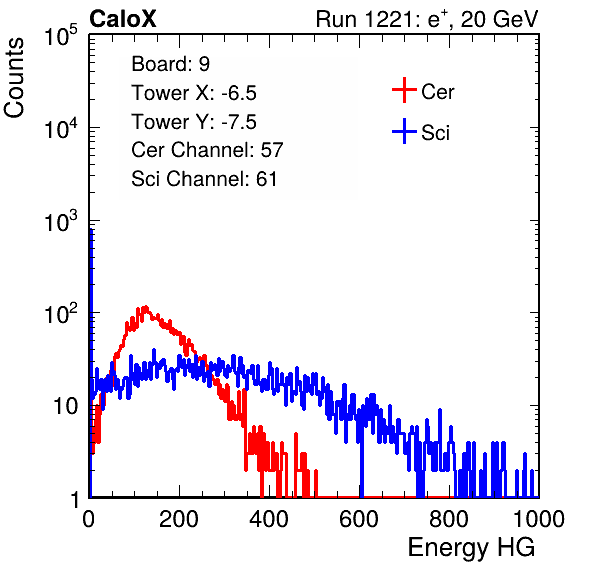 CaloX Run 1221: e⁺, 20 GeV
Counts
Board: 9
Tower X: -6.5
Tower Y: -7.5
Cer Channel: 57
Sci Channel: 61
Cer
Sci
10⁵
10⁴
10³
10²
10
1
0 200 400 600 800 1000
Energy HG